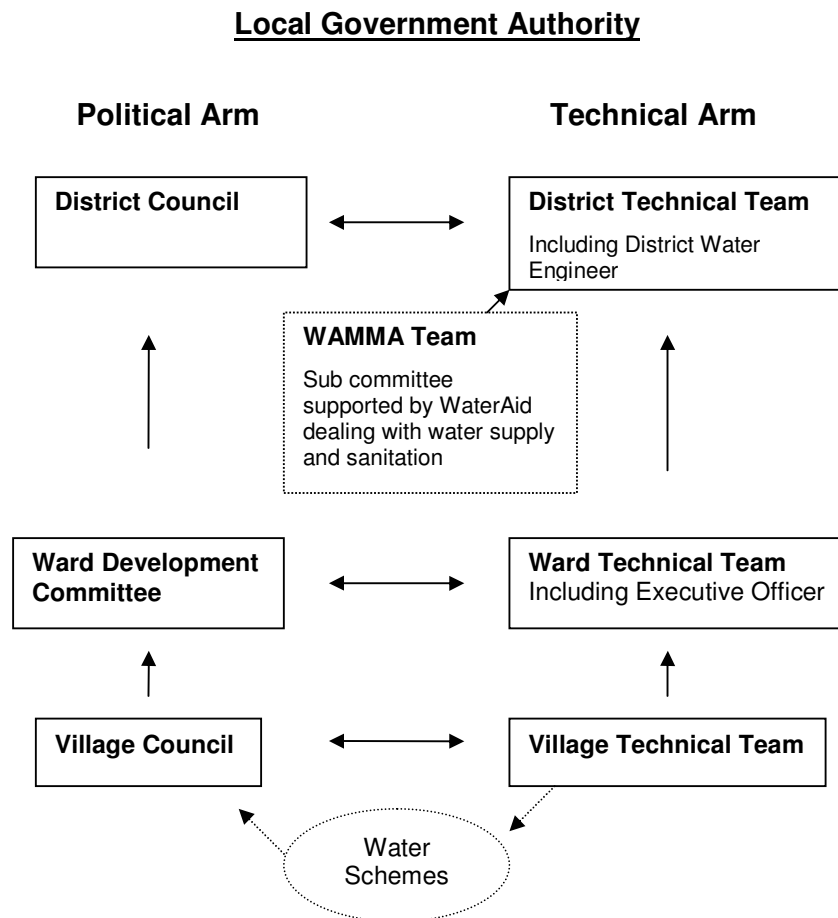 Local Government Authority
Political Arm
Technical Arm
District Council
District Technical Team
Including District Water
Engineer
WAMMA Team
Sub committee
supported by WaterAid
dealing with water supply
and sanitation
Ward Development
Committee
Ward Technical Team
Including Executive Officer
Village Council
Village Technical Team
Water
Schemes